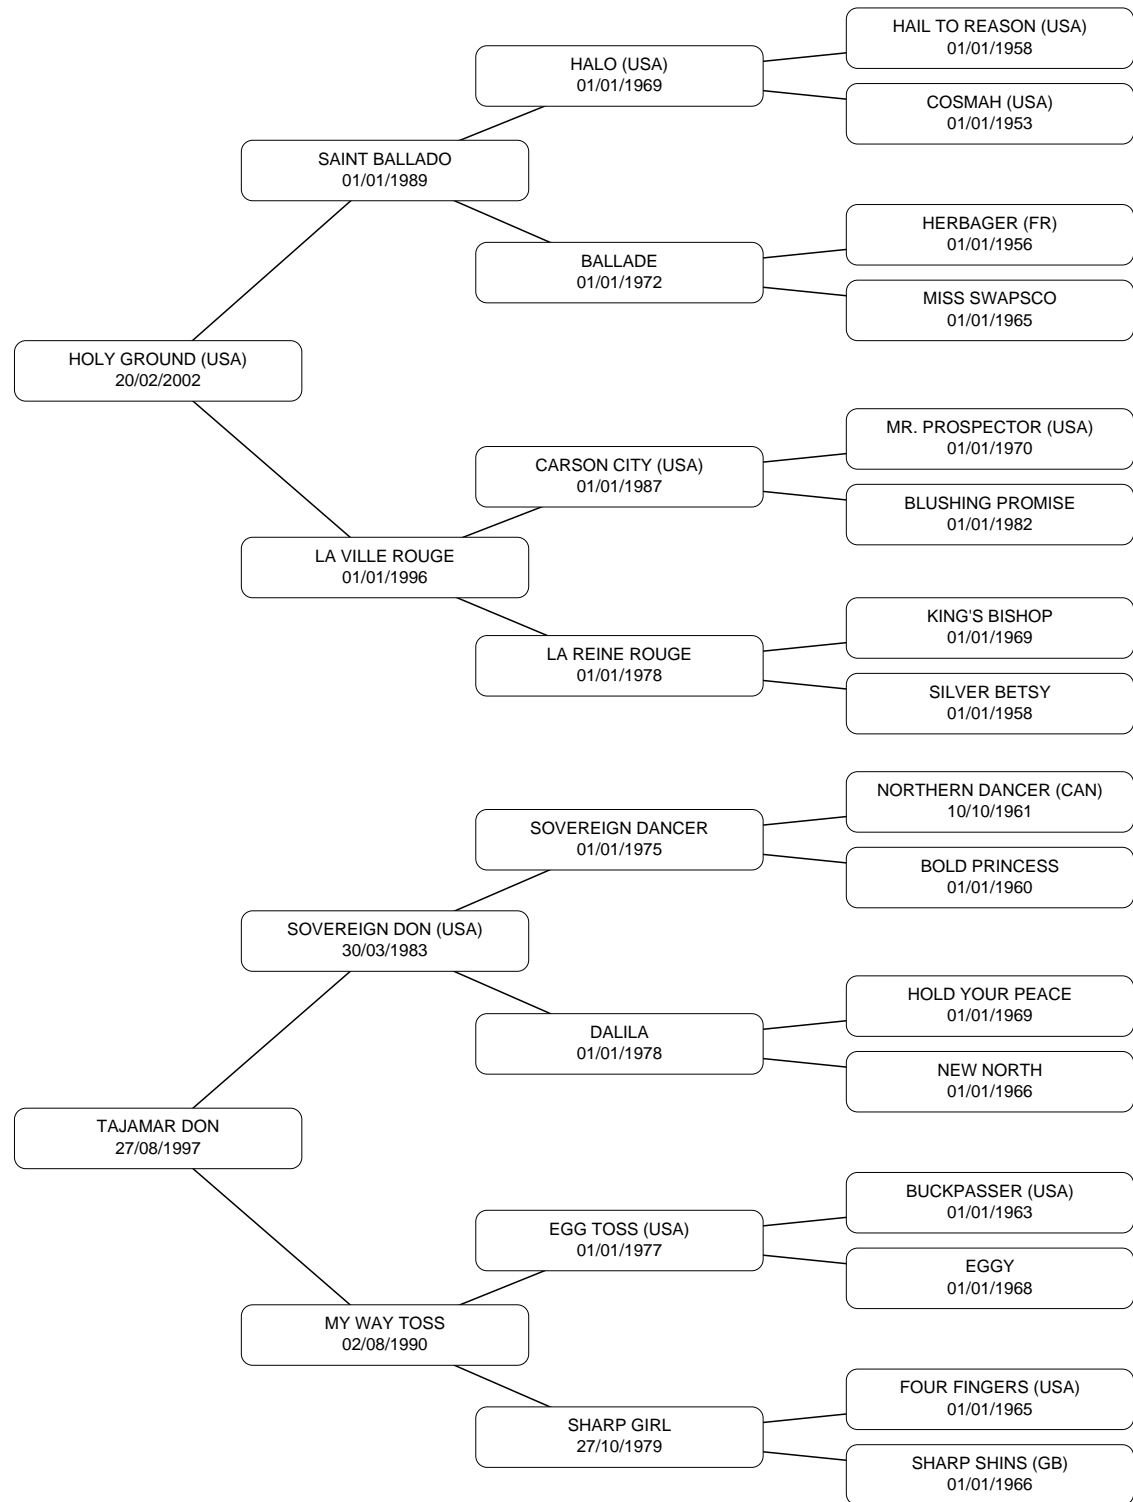 HAIL TO REASON (USA)
01/01/1958
HALO (USA)
01/01/1969
COSMAH (USA)
01/01/1953
SAINT BALLADO
01/01/1989
HERBAGER (FR)
01/01/1956
BALLADE
01/01/1972
MISS SWAPSCO
01/01/1965
HOLY GROUND (USA)
20/02/2002
MR. PROSPECTOR (USA)
01/01/1970
CARSON CITY (USA)
01/01/1987
BLUSHING PROMISE
01/01/1982
LA VILLE ROUGE
01/01/1996
KING'S BISHOP
01/01/1969
LA REINE ROUGE
01/01/1978
SILVER BETSY
01/01/1958
NORTHERN DANCER (CAN)
10/10/1961
SOVEREIGN DANCER
01/01/1975
BOLD PRINCESS
01/01/1960
SOVEREIGN DON (USA)
30/03/1983
HOLD YOUR PEACE
01/01/1969
DALILA
01/01/1978
NEW NORTH
01/01/1966
TAJAMAR DON
27/08/1997
BUCKPASSER (USA)
01/01/1963
EGG TOSS (USA)
01/01/1977
EGGY
01/01/1968
MY WAY TOSS
02/08/1990
FOUR FINGERS (USA)
01/01/1965
SHARP GIRL
27/10/1979
SHARP SHINS (GB)
01/01/1966